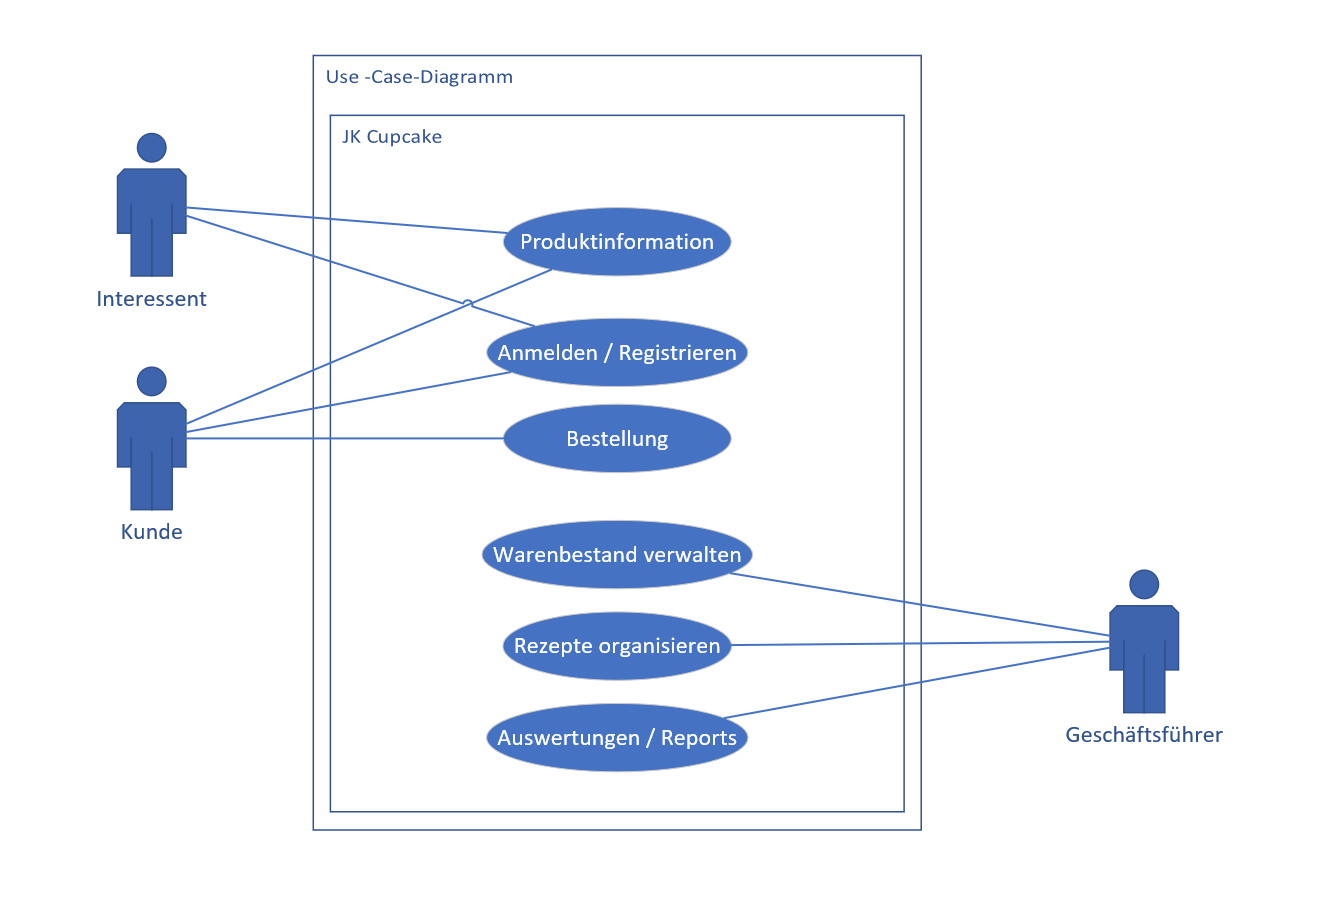 Use -Case-Diagramm
JK Cupcake
Interessent
Produktinformation
Anmelden / Registrieren
Bestellung
Kunde
Warenbestand verwalten
Rezepte organisieren
Auswertungen / Reports
Geschäftsführer